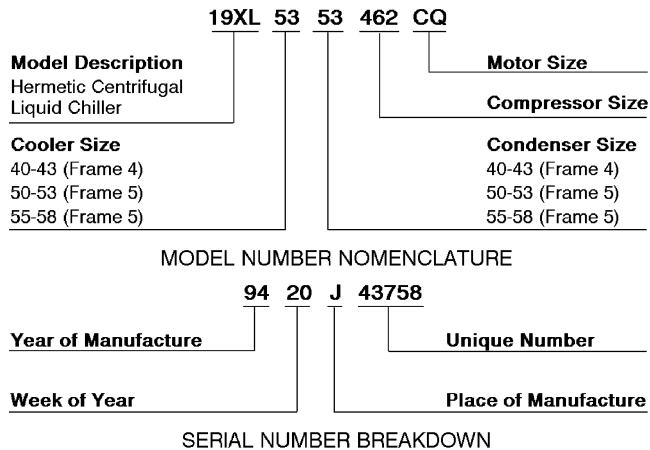 19XL 53 53 462 CQ
Model Description
Hermetic Centrifugal
Liquid Chiller
Motor Size
Compressor Size
Cooler Size
40-43 (Frame 4)
50-53 (Frame 5)
55-58 (Frame 5)
Condenser Size
40-43 (Frame 4)
50-53 (Frame 5)
55-58 (Frame 5)
MODEL NUMBER NOMENCLATURE
94 20 J 43758
Year of Manufacture
Unique Number
Week of Year
Place of Manufacture
SERIAL NUMBER BREAKDOWN